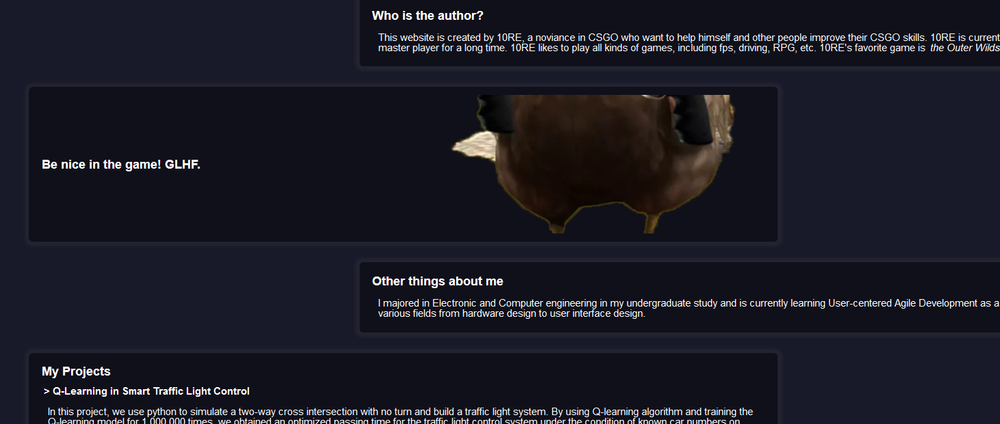 Who is the author?
This website is created by 10RE, a noviance in CSGO who want to help himself and other people improve their CSGO skills. 10RE is current
master player for a long time. 10RE likes to play all kinds of games, including fps, driving, RPG, etc. 10RE's favorite game is the Outer Wilds
Be nice in the game! GLHF.
Other things about me
I majored in Electronic and Computer engineering in my undergraduate study and is currently learning User-centered Agile Development as a
various fields from hardware design to user interface design.
My Projects
> Q-Learning in Smart Traffic Light Control
In this project, we use python to simulate a two-way cross intersection with no turn and build a traffic light system. By using Q-learning algorithm and training the
Q-learning model for 1,000,000 times, we obtained an optimized passing time for the traffic light control system under the condition of known car numbers on